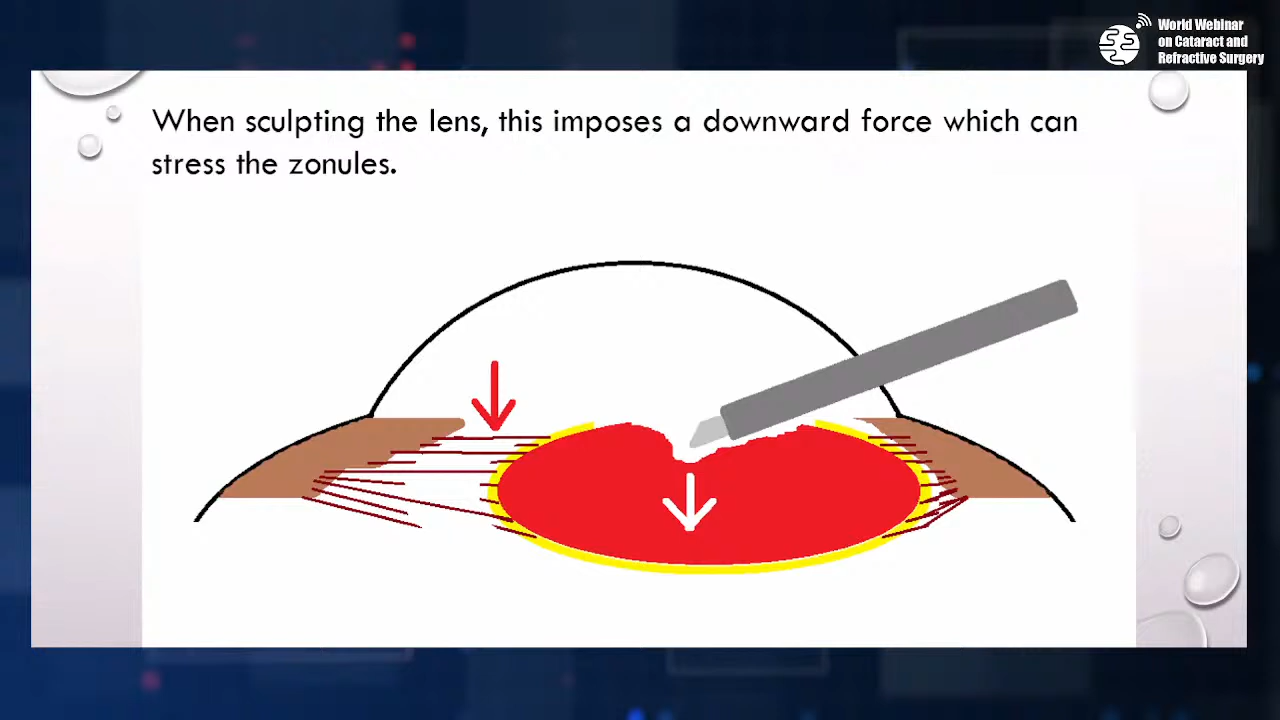 World Webinar
on Cataract and
Refractive Surgery
When sculpting the lens, this imposes a downward force which can
stress the zonules.